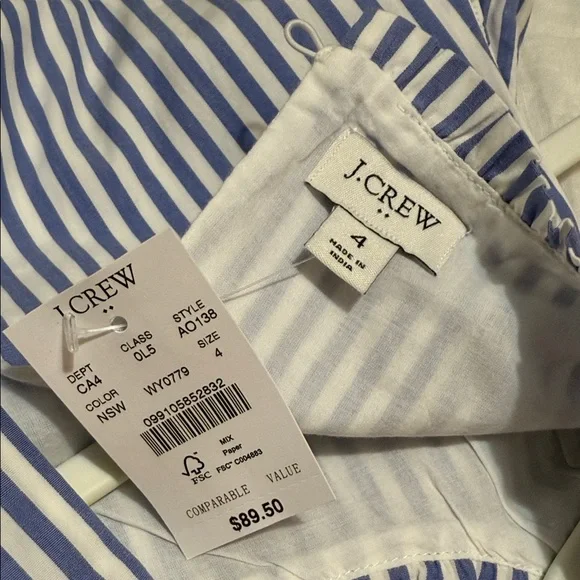 J.CREW
4
MADE IN
INDIA
J.CREW
DEPT CLASS STYLE
CA4 0L5 AO138
COLOR SIZE
NSW WY0779 4
099105852832
MIX
Paper
FSC
FSC® C004883
COMPARABLE VALUE
$89.50